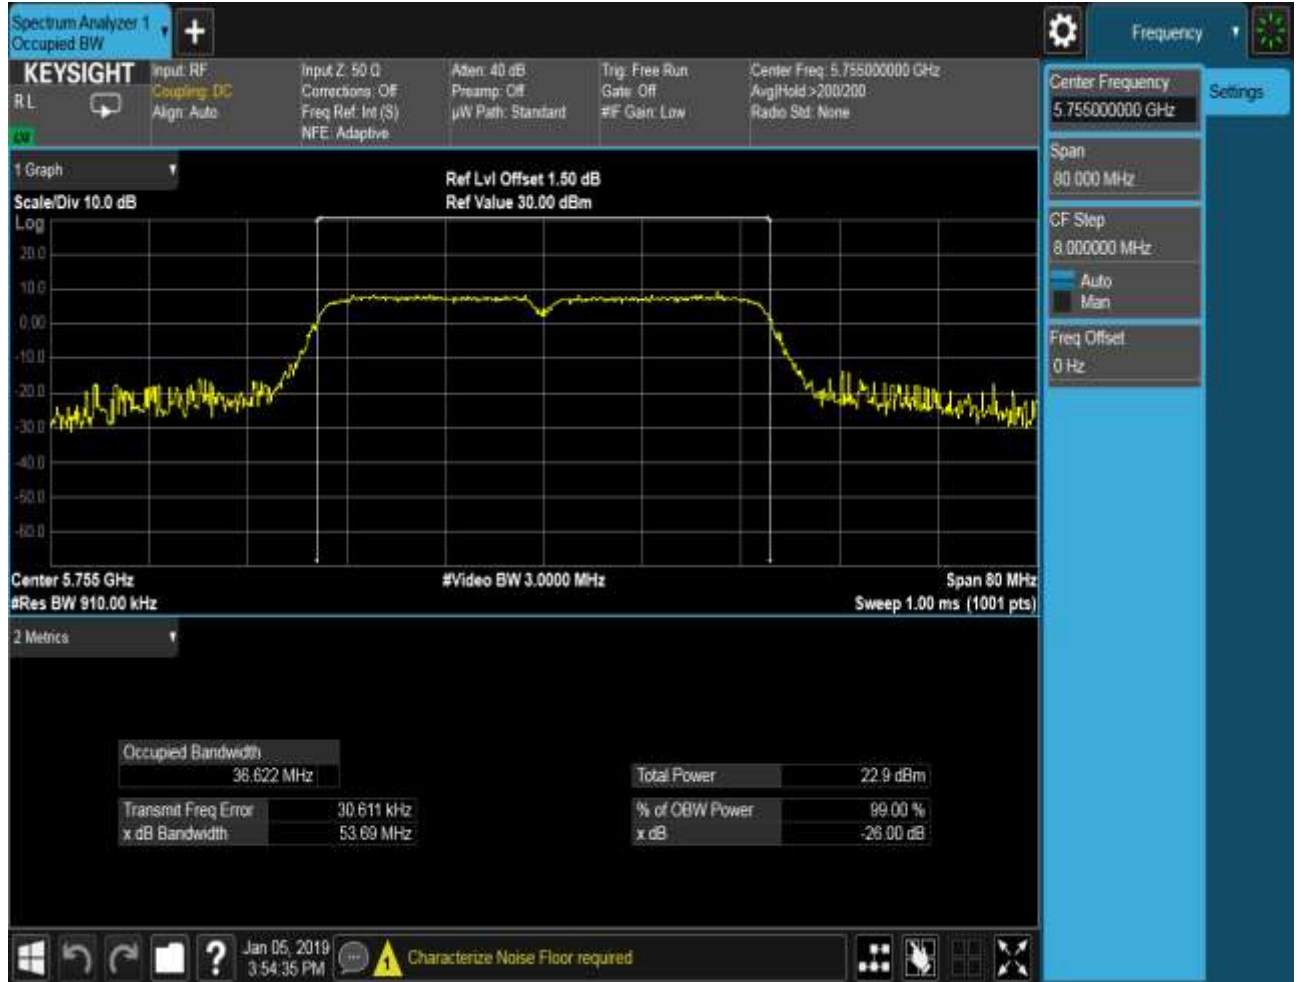 Spectrum Analyzer 1
Occupied BW
Frequency
KEYSIGHT
R L
Input: RF
Coupling: DC
Align: Auto
Input Z: 50 Ω
Corrections: Off
Freq Ref: Int (S)
NFE: Adaptive
Atten: 40 dB
Preamp: Off
µW Path: Standard
Trig: Free Run
Gate: Off
#IF Gain: Low
Center Freq: 5.755000000 GHz
Avg|Hold:>200/200
Radio Std: None
Center Frequency
5.755000000 GHz
Settings
Span
80.000 MHz
CF Step
8.000000 MHz
Auto
Man
Freq Offset
0 Hz
1 Graph
Scale/Div 10.0 dB
Ref Lvl Offset 1.50 dB
Ref Value 30.00 dBm
Log
20.0
10.0
0.00
-10.0
-20.0
-30.0
-40.0
-50.0
-60.0
Center 5.755 GHz
#Video BW 3.0000 MHz
Span 80 MHz
#Res BW 910.00 kHz
Sweep 1.00 ms (1001 pts)
2 Metrics
Occupied Bandwidth
36.622 MHz
Total Power 22.9 dBm
Transmit Freq Error 30.611 kHz
% of OBW Power 99.00 %
x dB Bandwidth 53.69 MHz
x dB -26.00 dB
?
Jan 05, 2019
3:54:35 PM
1
Characterize Noise Floor required